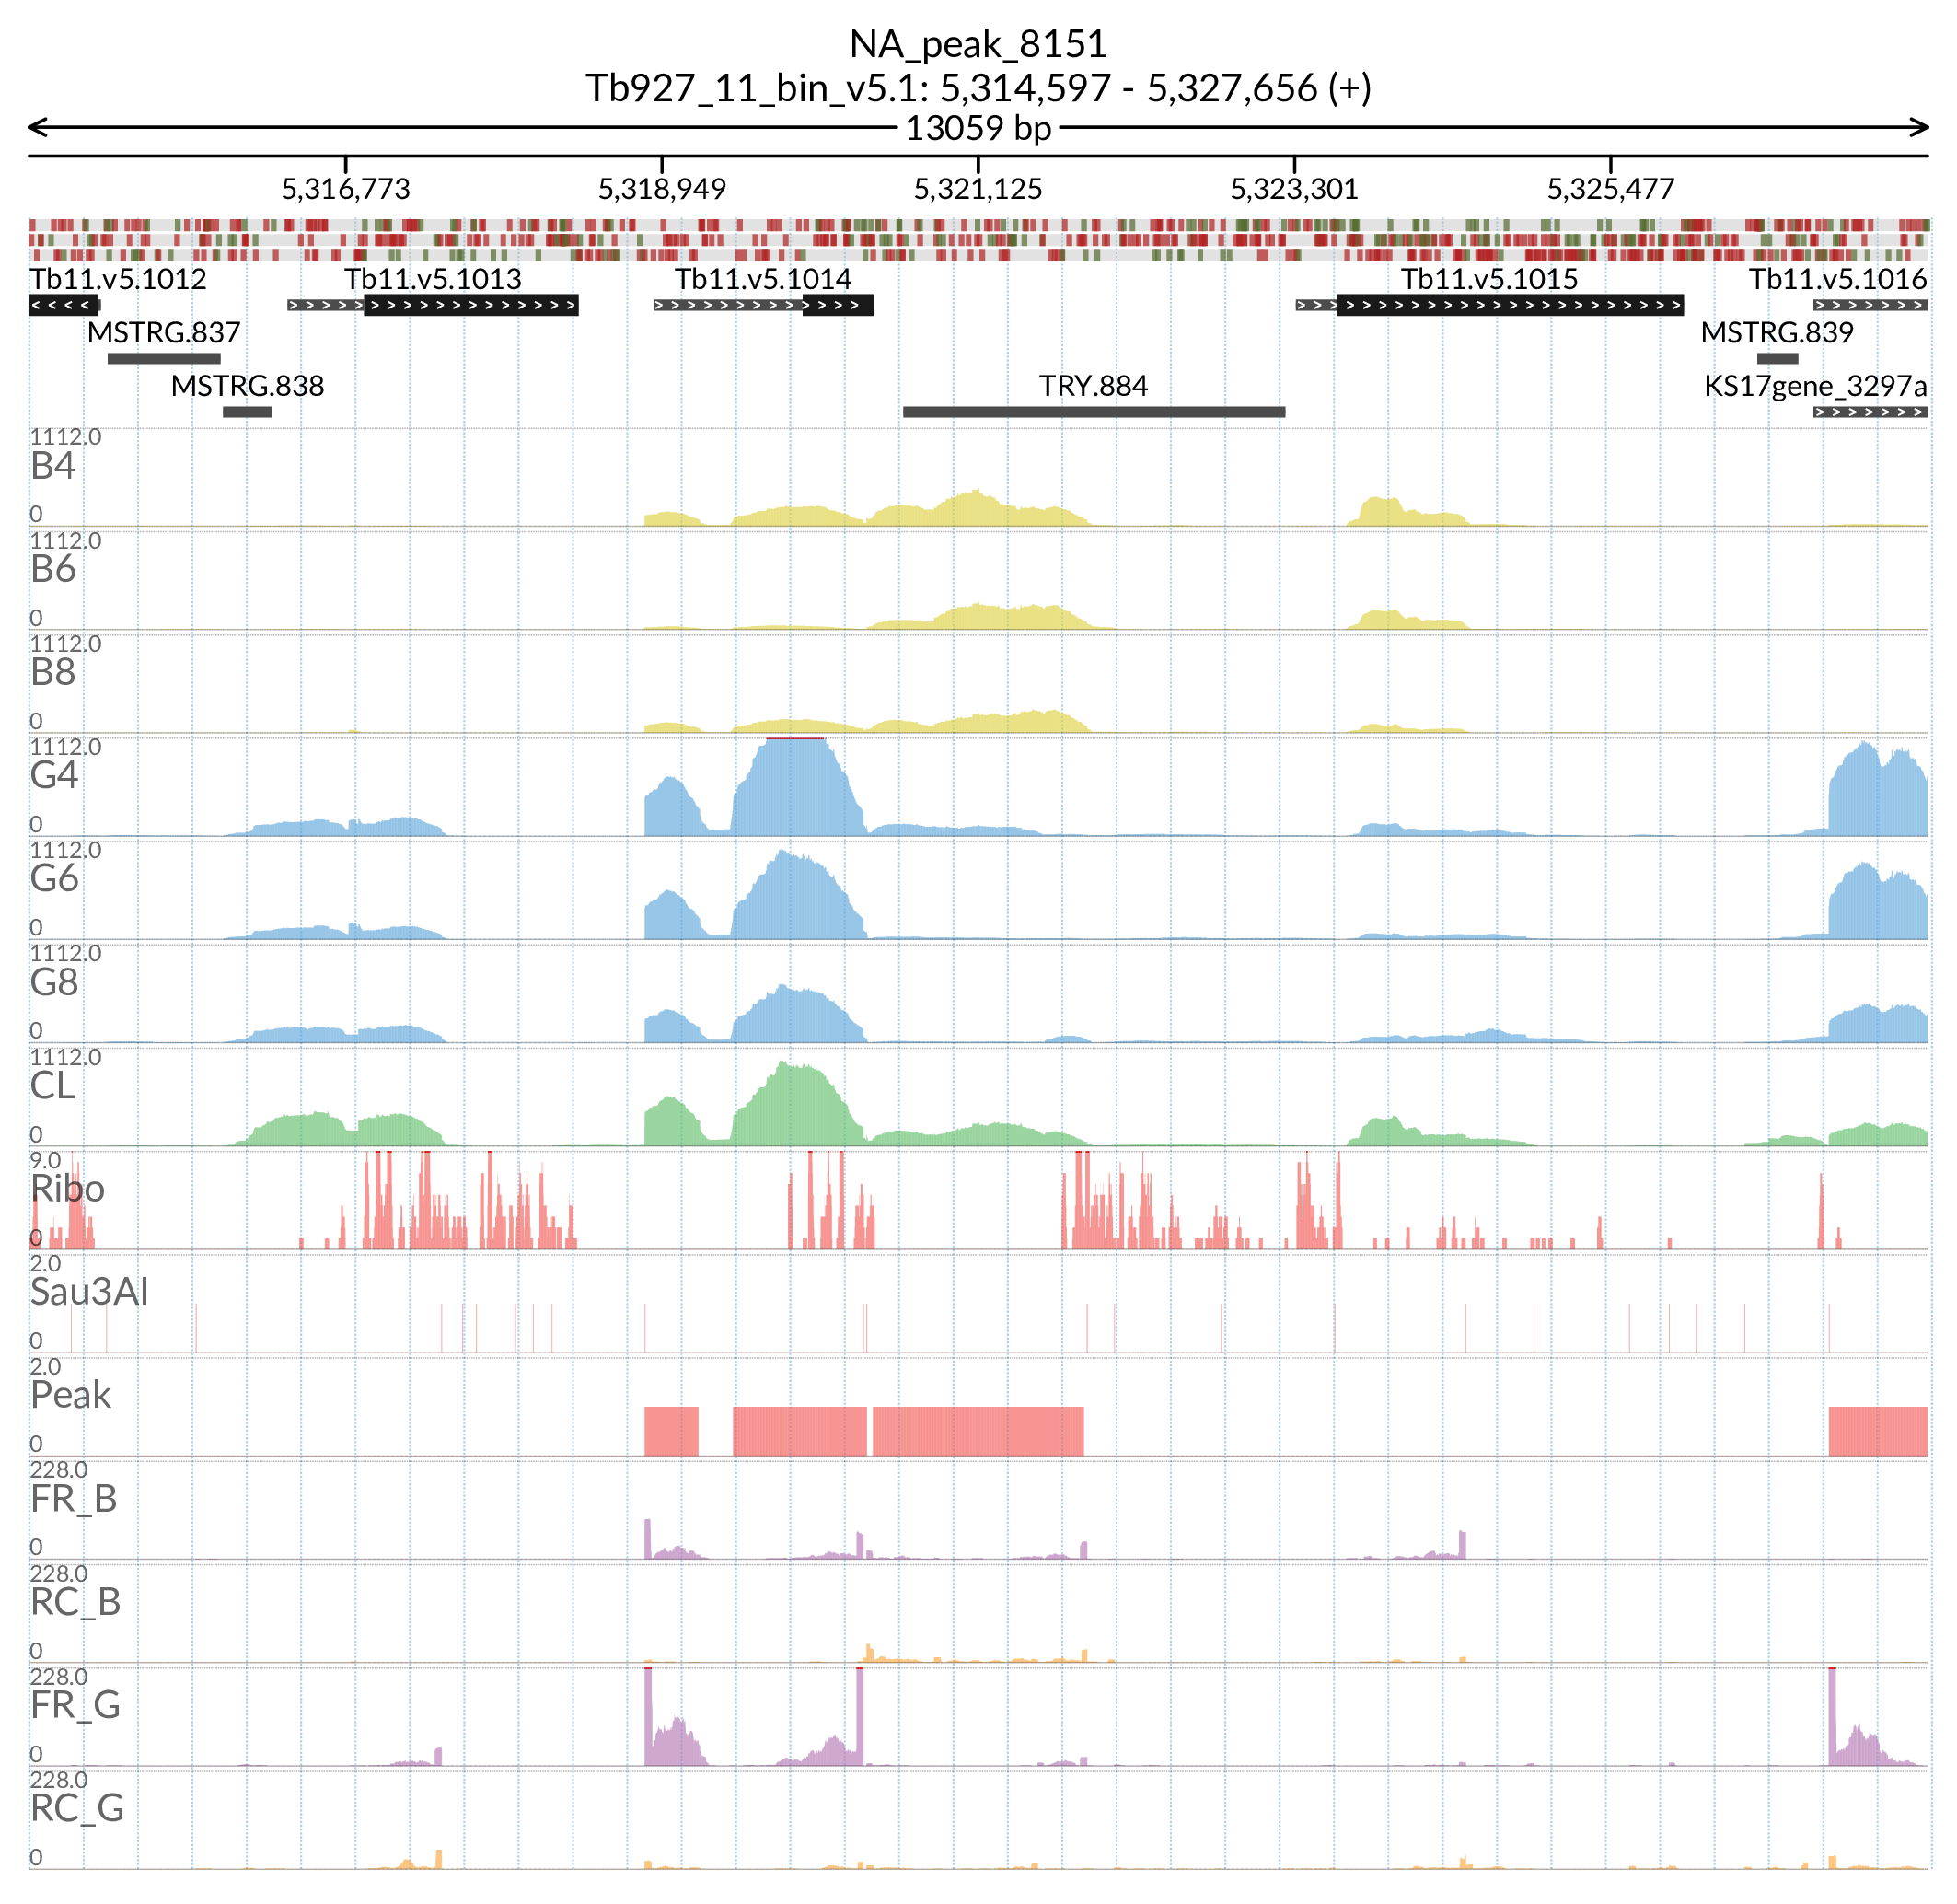 NA_peak_8151
Tb927_11_bin_v5.1: 5,314,597 - 5,327,656 (+)
13059 bp
5,316,773 5,318,949 5,321,125 5,323,301 5,325,477
Tb11.v5.1012 Tb11.v5.1013 Tb11.v5.1014 Tb11.v5.1015 Tb11.v5.1016
MSTRG.837 MSTRG.839
MSTRG.838 TRY.884 KS17gene_3297a
1112.0
B4
0
1112.0
B6
0
1112.0
B8
0
1112.0
G4
0
1112.0
G6
0
1112.0
G8
0
1112.0
CL
0
9.0
Ribo
0
2.0
Sau3AI
0
2.0
Peak
0
228.0
FR_B
0
228.0
RC_B
0
228.0
FR_G
0
228.0
RC_G
0